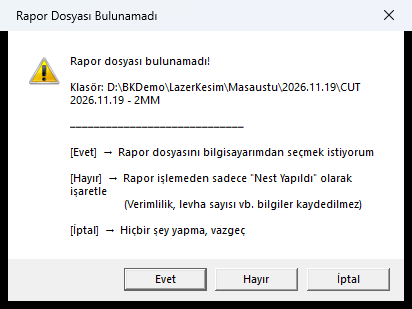 Rapor Dosyası Bulunamadı
Rapor dosyası bulunamadı!
Klasör: D:\BKDemo\LazerKesim\Masaustu\2026.11.19\CUT
2026.11.19 - 2MM
_____________________________
[Evet] → Rapor dosyasını bilgisayarımdan seçmek istiyorum
[Hayır] → Rapor işlemeden sadece "Nest Yapıldı" olarak
işaretle
(Verimlilik, levha sayısı vb. bilgiler kaydedilmez)
[İptal] → Hiçbir şey yapma, vazgeç
Evet
Hayır
İptal